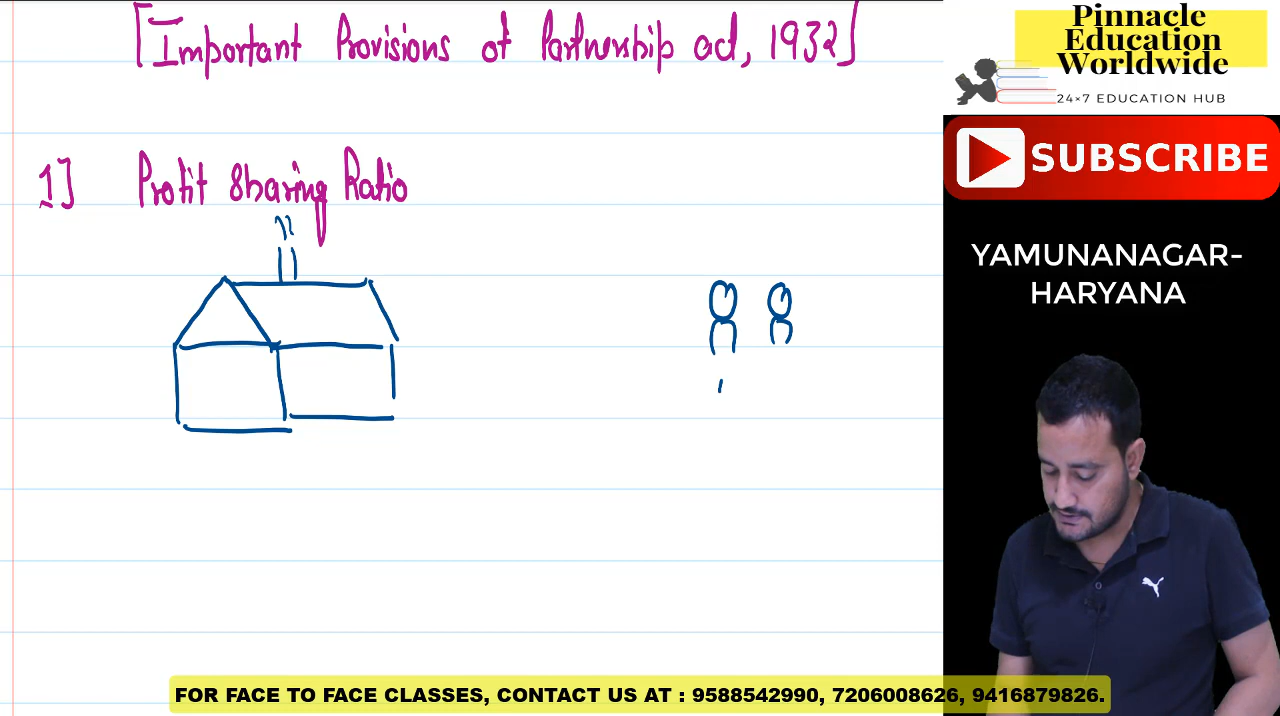 [Important Provisions of Partnership act, 1932]
1] Profit Sharing Ratio
Pinnacle
Education
Worldwide
24×7 EDUCATION HUB
SUBSCRIBE
YAMUNANAGAR-
HARYANA
FOR FACE TO FACE CLASSES, CONTACT US AT : 9588542990, 7206008626, 9416879826.